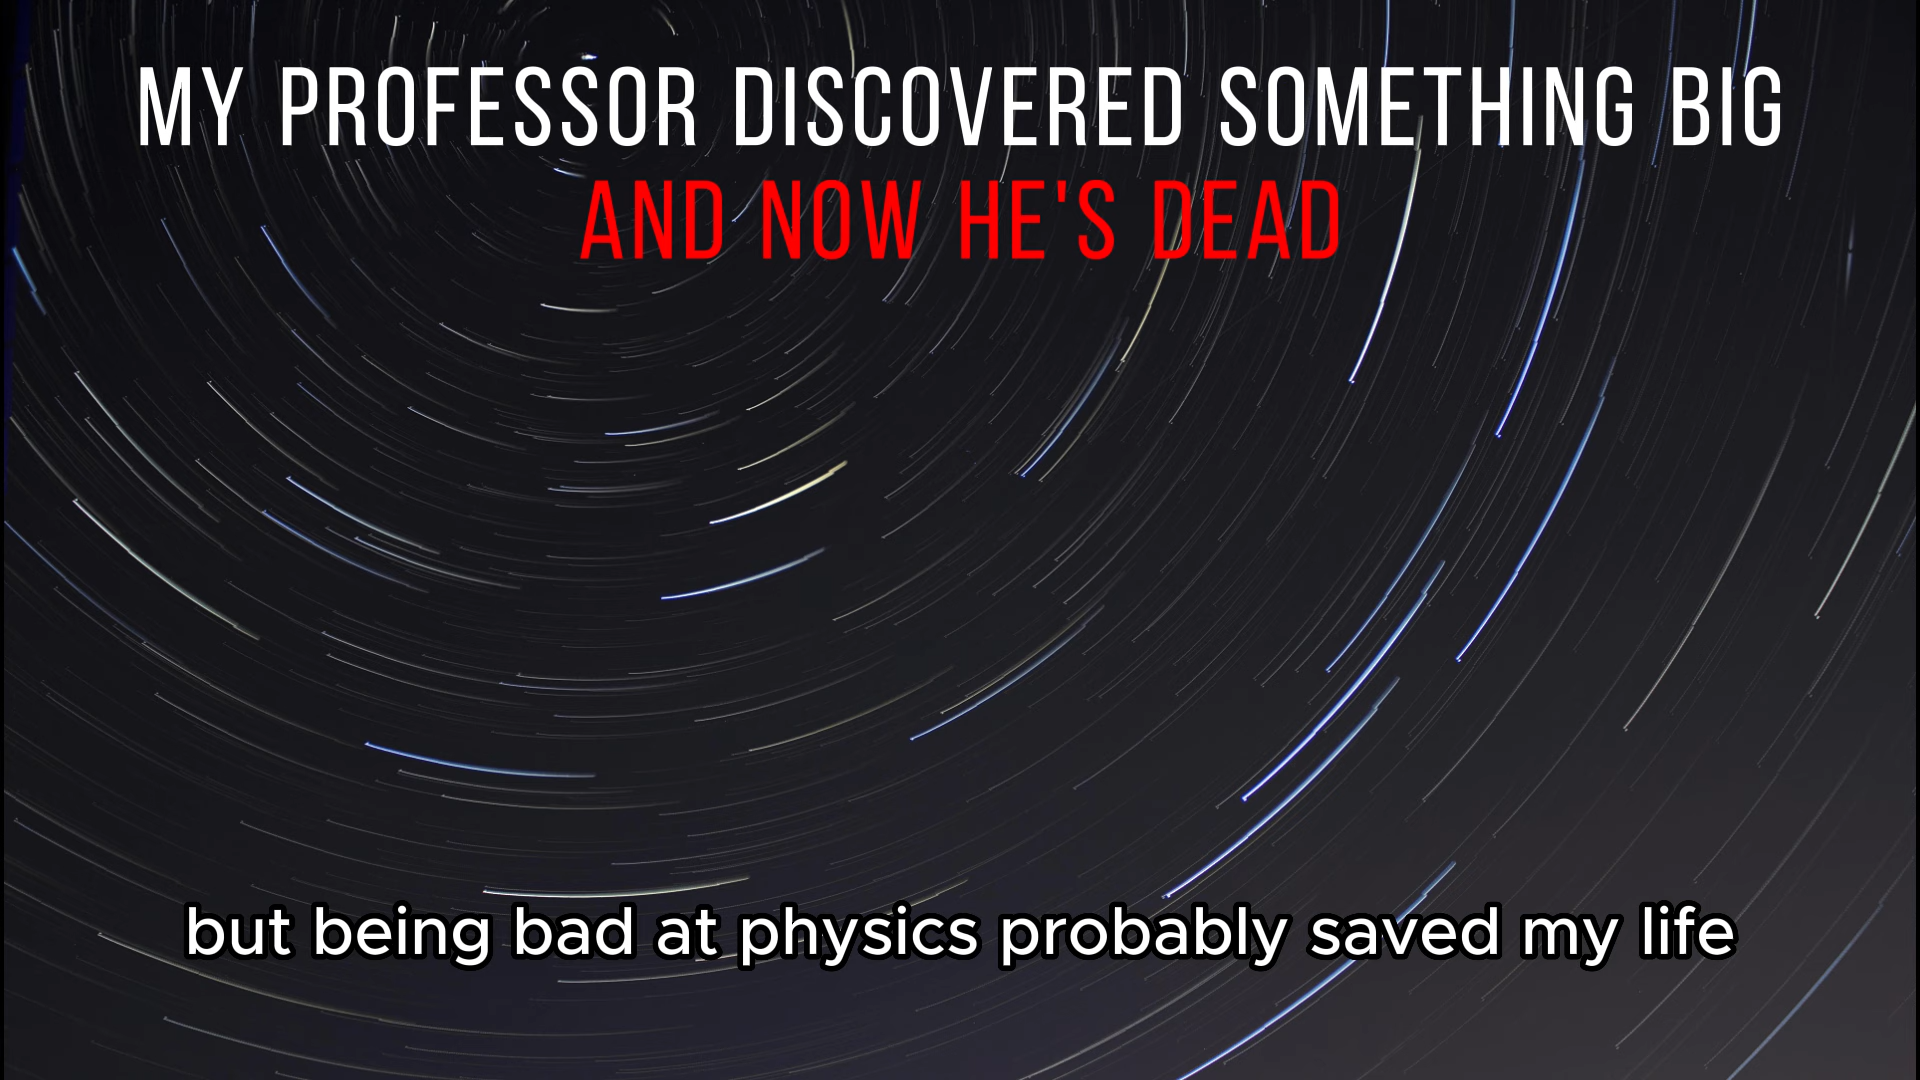 MY PROFESSOR DISCOVERED SOMETHING BIG
AND NOW HE'S DEAD
but being bad at physics probably saved my life